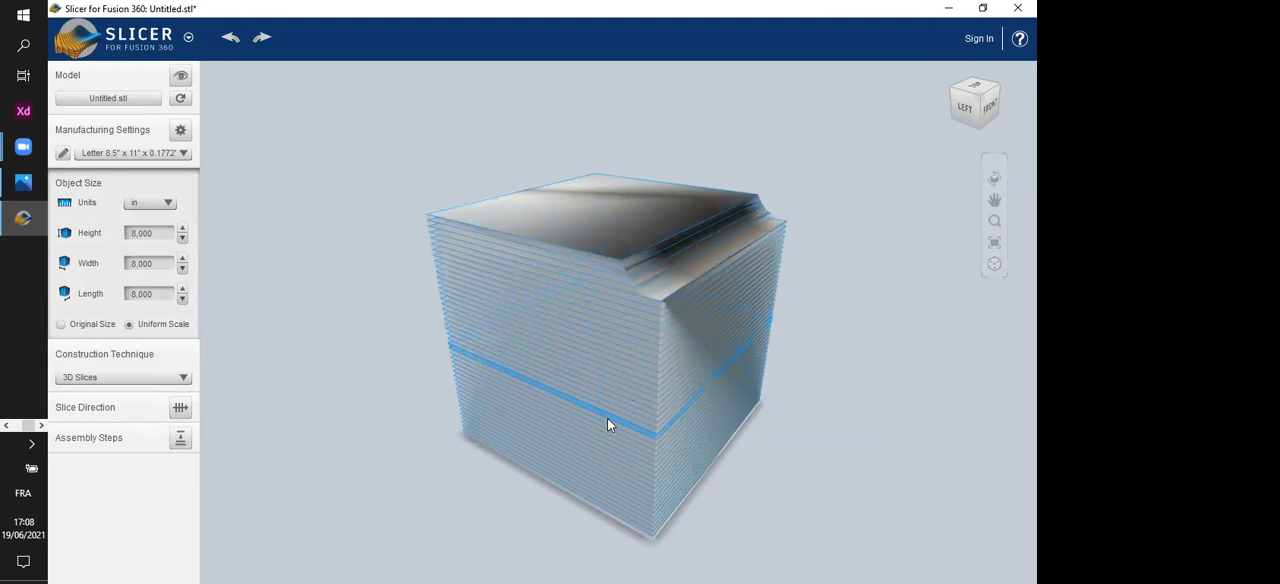 Slicer for Fusion 360: Untitled.stl*
SLICER
FOR FUSION 360
Sign In
?
Model
Untitled.stl
Manufacturing Settings
Letter 8.5" x 11" x 0.1772"
Object Size
Units in
Height 8,000
Width 8,000
Length 8,000
Original Size Uniform Scale
Construction Technique
3D Slices
Slice Direction
Assembly Steps
TOP
LEFT FRONT
Xd
FRA
17:08
19/06/2021